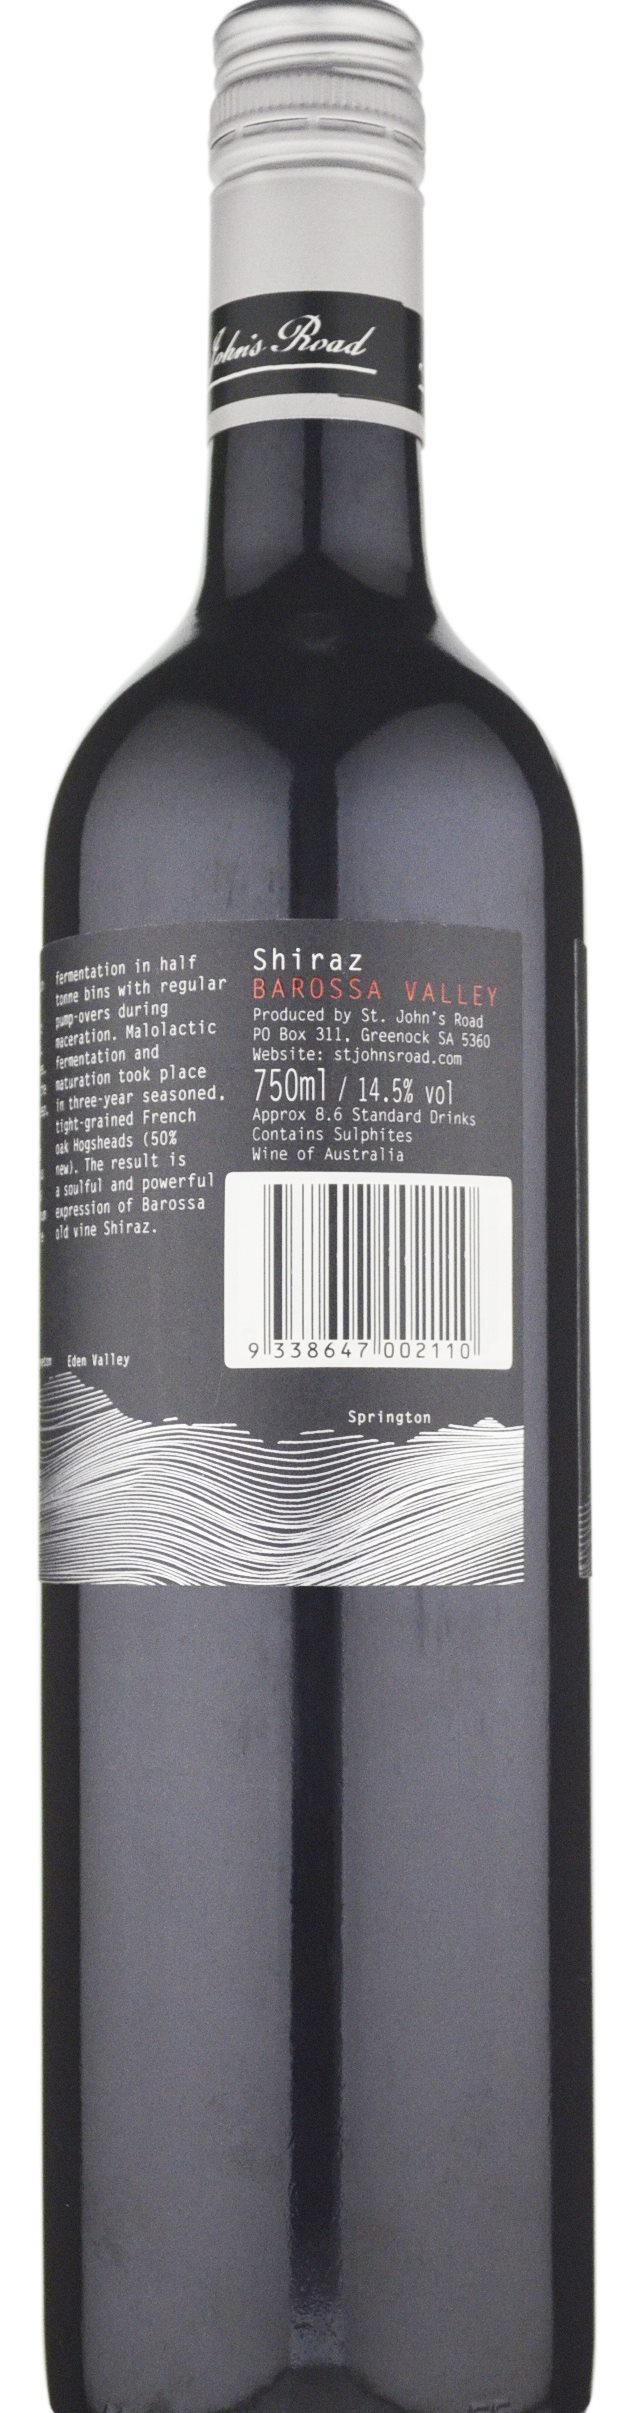 John's Road
fermentation in half
tonne bins with regular
pump-overs during
maceration. Malolactic
fermentation and
maturation took place
in three-year seasoned,
tight-grained French
oak Hogsheads (50%
new). The result is
a soulful and powerful
expression of Barossa
old vine Shiraz.
Shiraz
BAROSSA VALLEY
Produced by St. John's Road
PO Box 311, Greenock SA 5360
Website: stjohnsroad.com
750ml / 14.5% vol
Approx 8.6 Standard Drinks
Contains Sulphites
Wine of Australia
9 338647 002110
Eden Valley
Springton